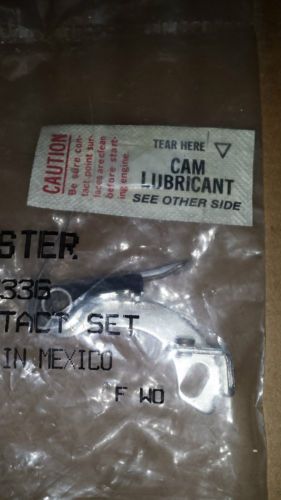 CAUTION
Be sure con-
tact point sur-
faces are clean
before start-
ing engine.
TEAR HERE
CAM
LUBRICANT
SEE OTHER SIDE
STER
336
TACT SET
IN MEXICO
F WO